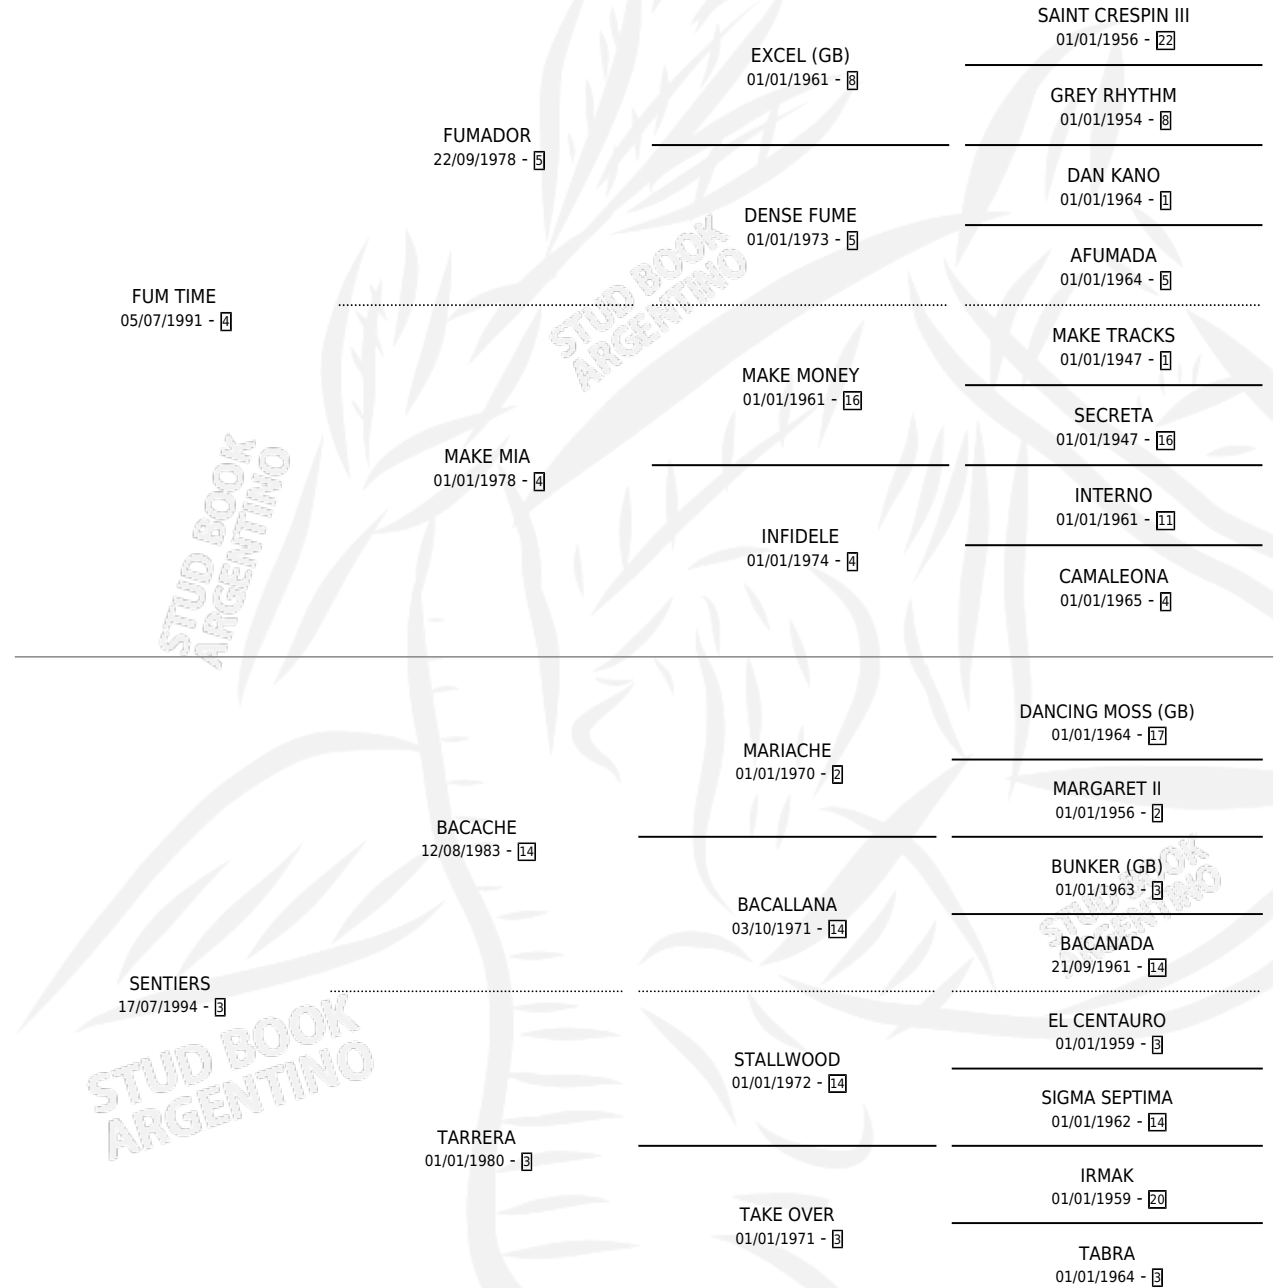 SAINT CRESPIN III
01/01/1956 - 22
EXCEL (GB)
01/01/1961 - 8
GREY RHYTHM
01/01/1954 - 8
FUMADOR
22/09/1978 - 5
DAN KANO
01/01/1964 - 1
DENSE FUME
01/01/1973 - 5
AFUMADA
01/01/1964 - 5
FUM TIME
05/07/1991 - 4
MAKE TRACKS
01/01/1947 - 1
MAKE MONEY
01/01/1961 - 16
SECRETA
01/01/1947 - 16
MAKE MIA
01/01/1978 - 4
INTERNO
01/01/1961 - 11
INFIDELE
01/01/1974 - 4
CAMALEONA
01/01/1965 - 4
DANCING MOSS (GB)
01/01/1964 - 17
MARIACHE
01/01/1970 - 2
MARGARET II
01/01/1956 - 2
BACACHE
12/08/1983 - 14
BUNKER (GB)
01/01/1963 - 3
BACALLANA
03/10/1971 - 14
BACANADA
21/09/1961 - 14
SENTIERS
17/07/1994 - 3
EL CENTAURO
01/01/1959 - 3
STALLWOOD
01/01/1972 - 14
SIGMA SEPTIMA
01/01/1962 - 14
TARRERA
01/01/1980 - 3
IRMAK
01/01/1959 - 20
TAKE OVER
01/01/1971 - 3
TABRA
01/01/1964 - 3
STUD BOOK
ARGENTINO
STUD BOOK
ARGENTINO
STUD BOOK
ARGENTINO
STUD BOOK
ARGENTINO